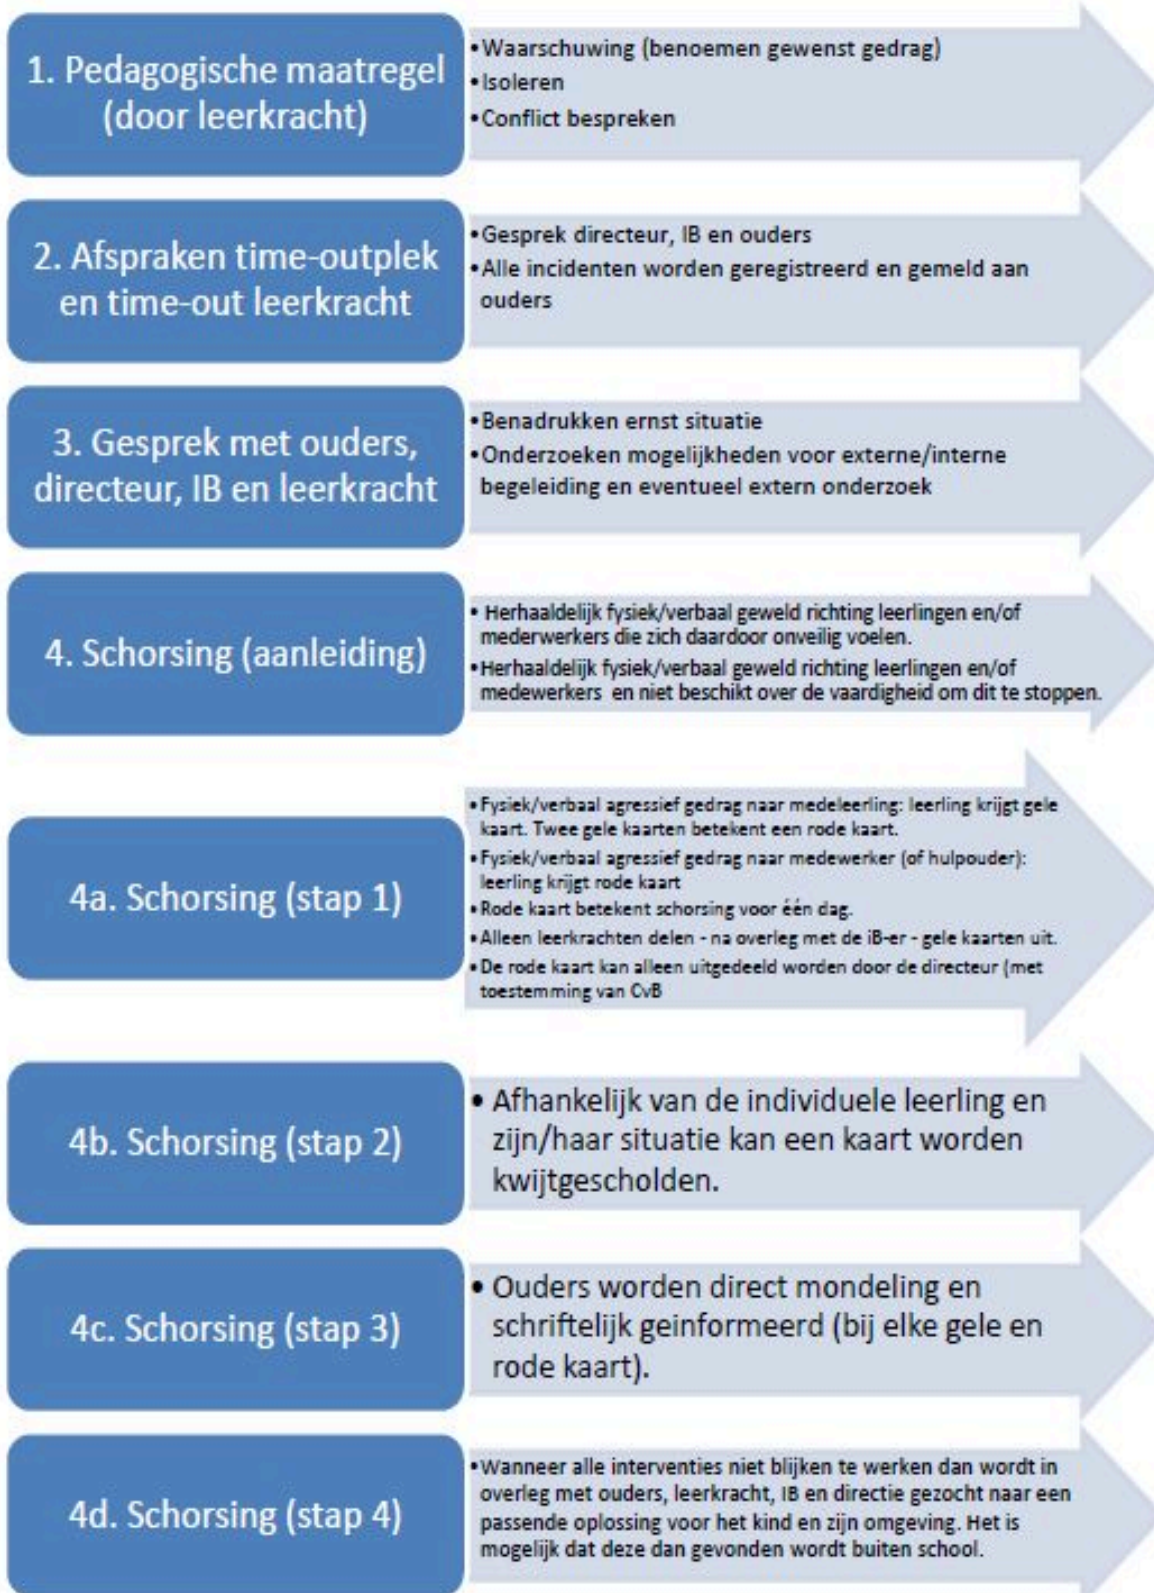 1. Pedagogische maatregel
(door leerkracht)
•Waarschuwing (benoemen gewenst gedrag)
•Isoleren
•Conflict bespreken
2. Afspraken time-outplek
en time-out leerkracht
•Gesprek directeur, IB en ouders
•Alle incidenten worden geregistreerd en gemeld aan
ouders
3. Gesprek met ouders,
directeur, IB en leerkracht
•Benadrukken ernst situatie
•Onderzoeken mogelijkheden voor externe/interne
begeleiding en eventueel extern onderzoek
4. Schorsing (aanleiding)
• Herhaaldelijk fysiek/verbaal geweld richting leerlingen en/of
mederwerkers die zich daardoor onveilig voelen.
•Herhaaldelijk fysiek/verbaal geweld richting leerlingen en/of
medewerkers en niet beschikt over de vaardigheid om dit te stoppen.
4a. Schorsing (stap 1)
•Fysiek/verbaal agressief gedrag naar medeleerling: leerling krijgt gele
kaart. Twee gele kaarten betekent een rode kaart.
•Fysiek/verbaal agressief gedrag naar medewerker (of hulpouder):
leerling krijgt rode kaart
•Rode kaart betekent schorsing voor één dag.
•Alleen leerkrachten delen - na overleg met de iB-er - gele kaarten uit.
•De rode kaart kan alleen uitgedeeld worden door de directeur (met
toestemming van CvB
4b. Schorsing (stap 2)
• Afhankelijk van de individuele leerling en
zijn/haar situatie kan een kaart worden
kwijtgescholden.
4c. Schorsing (stap 3)
• Ouders worden direct mondeling en
schriftelijk geinformeerd (bij elke gele en
rode kaart).
4d. Schorsing (stap 4)
•Wanneer alle interventies niet blijken te werken dan wordt in
overleg met ouders, leerkracht, IB en directie gezocht naar een
passende oplossing voor het kind en zijn omgeving. Het is
mogelijk dat deze dan gevonden wordt buiten school.